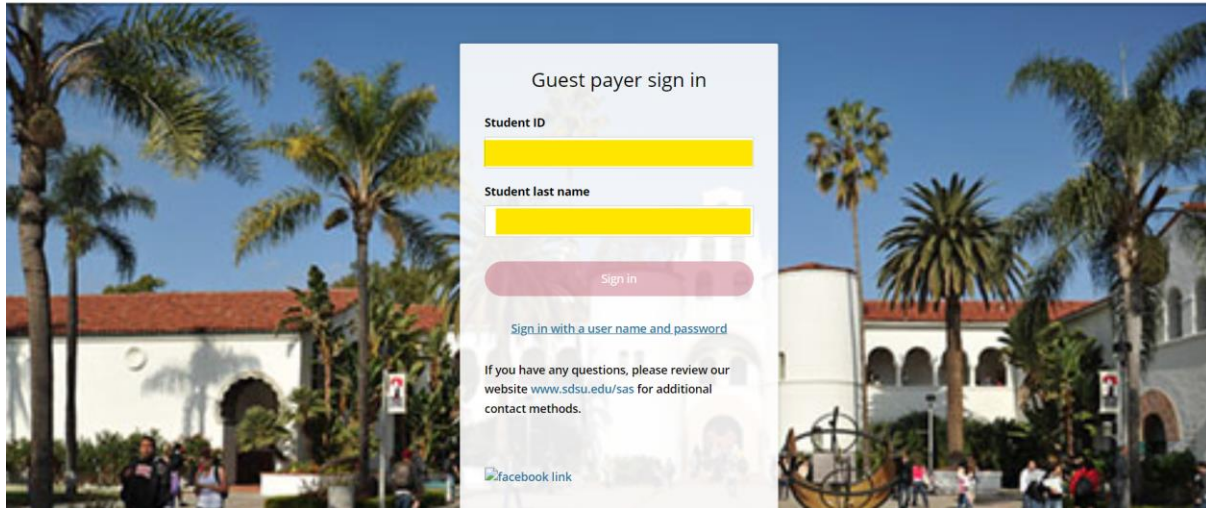 Guest payer sign in
Student ID
Student last name
Sign in
Sign in with a user name and password
If you have any questions, please review our
website www.sdsu.edu/sas for additional
contact methods.
facebook link